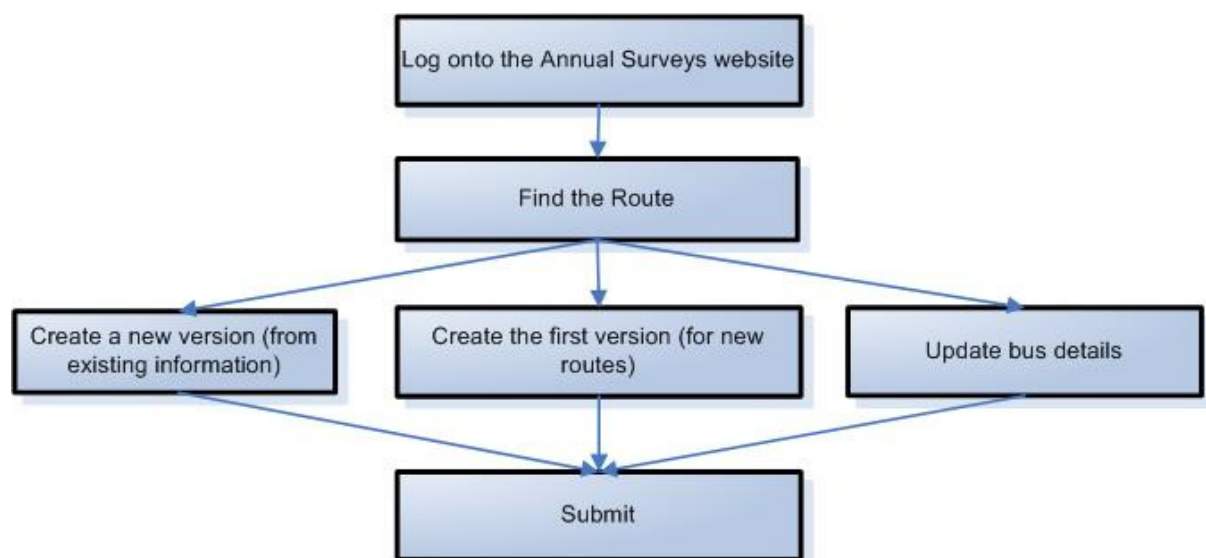 Log onto the Annual Surveys website
Find the Route
Create a new version (from
existing information)
Create the first version (for new
routes)
Update bus details
Submit